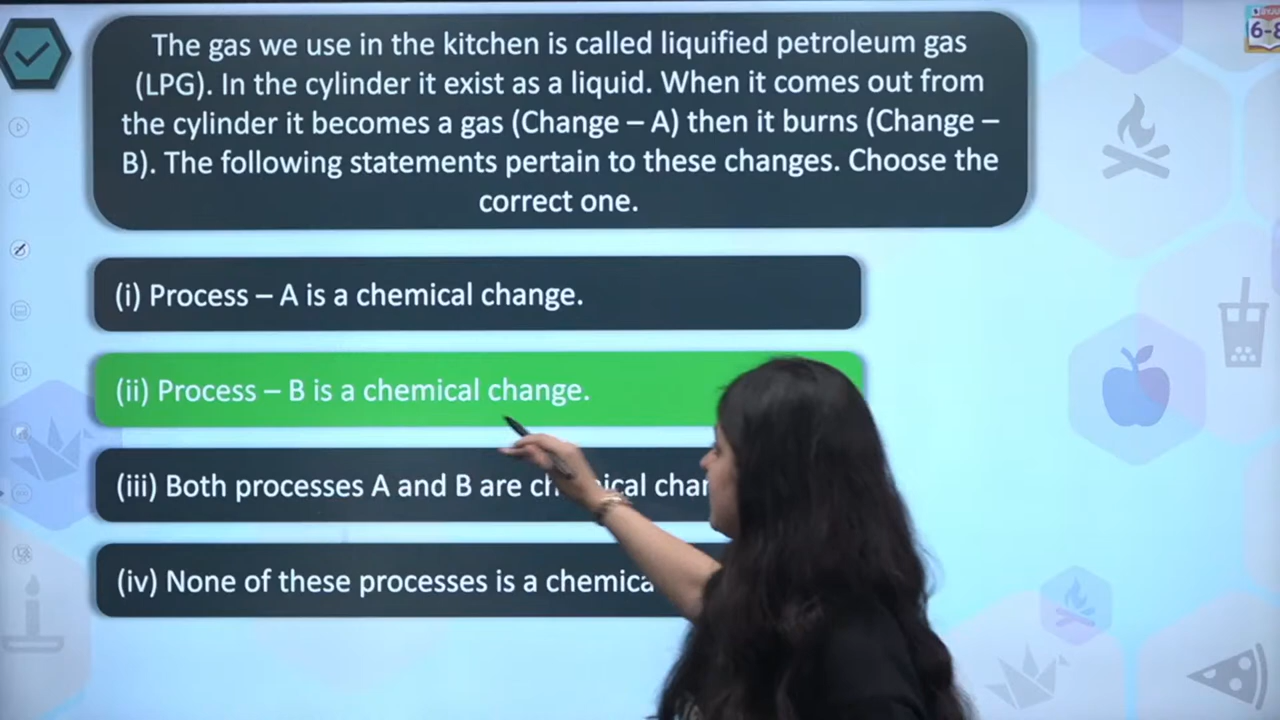 The gas we use in the kitchen is called liquified petroleum gas
(LPG). In the cylinder it exist as a liquid. When it comes out from
the cylinder it becomes a gas (Change – A) then it burns (Change –
B). The following statements pertain to these changes. Choose the
correct one.
(i) Process – A is a chemical change.
(ii) Process – B is a chemical change.
(iii) Both processes A and B are
(iv) None of these processes is a
6-8